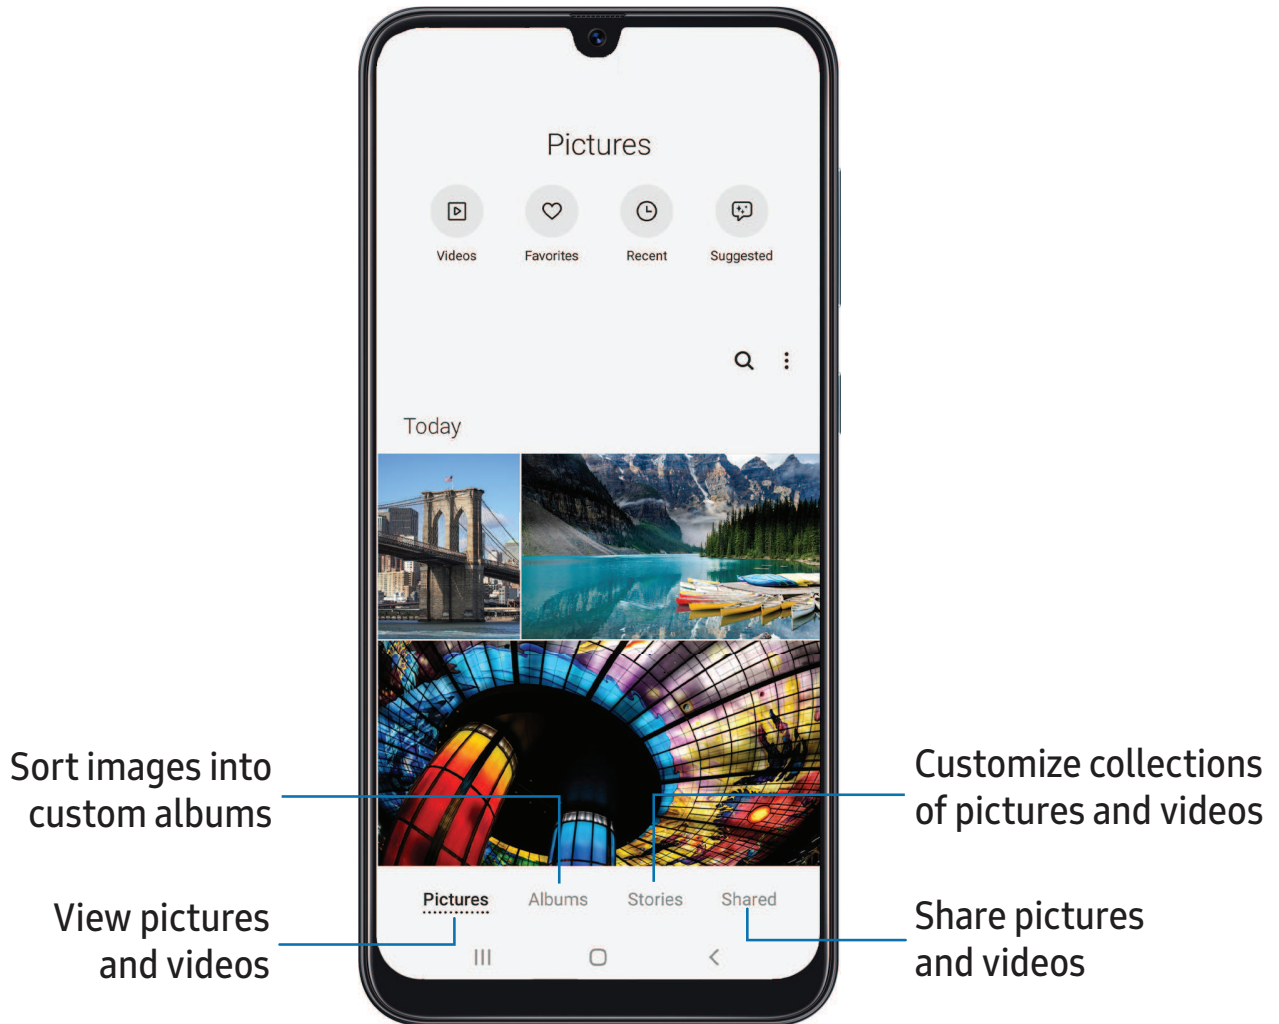 Pictures
Videos Favorites Recent Suggested
Today
Sort images into
custom albums
Customize collections
of pictures and videos
Pictures Albums Stories Shared
View pictures
and videos
Share pictures
and videos